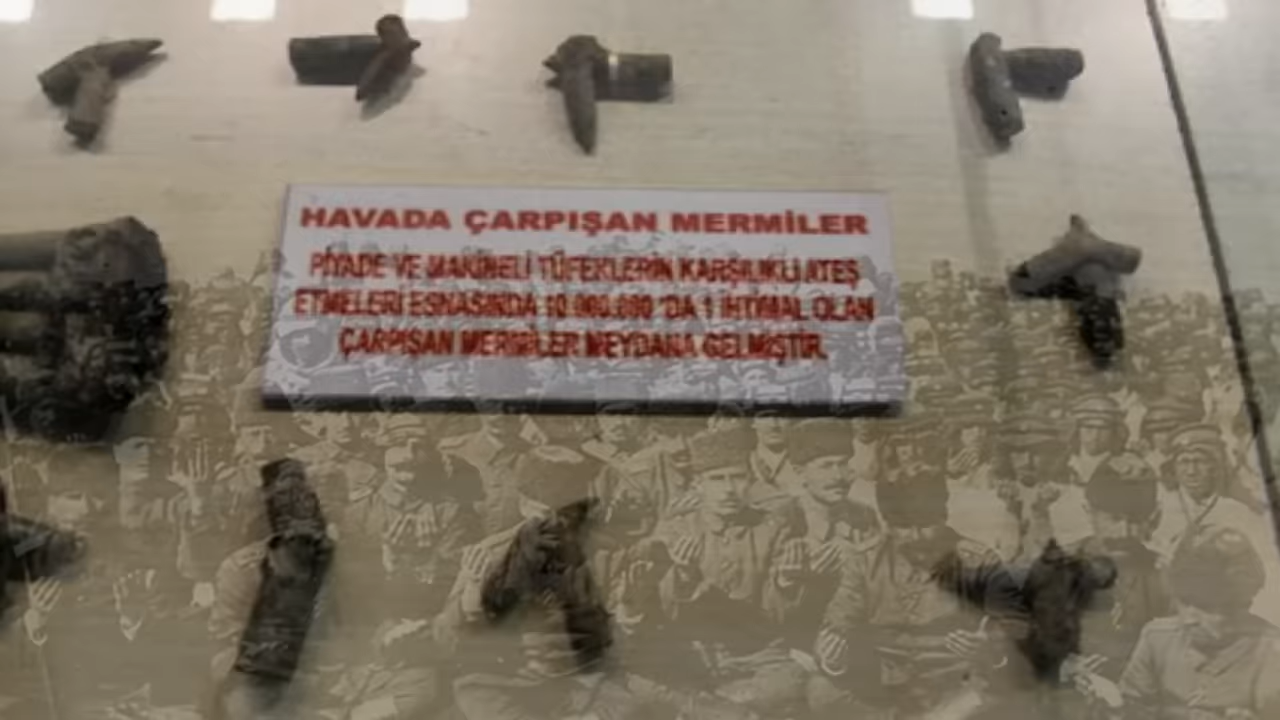 HAVADA ÇARPIŞAN MERMİLER
PİYADE VE MAKİNELİ TÜFEKLERİN KARŞILIKLI ATEŞ
ETMELERİ ESNASINDA 10.000.000 'DA 1 İHTİMAL OLAN
ÇARPIŞAN MERMİLER MEYDANA GELMİŞTİR.